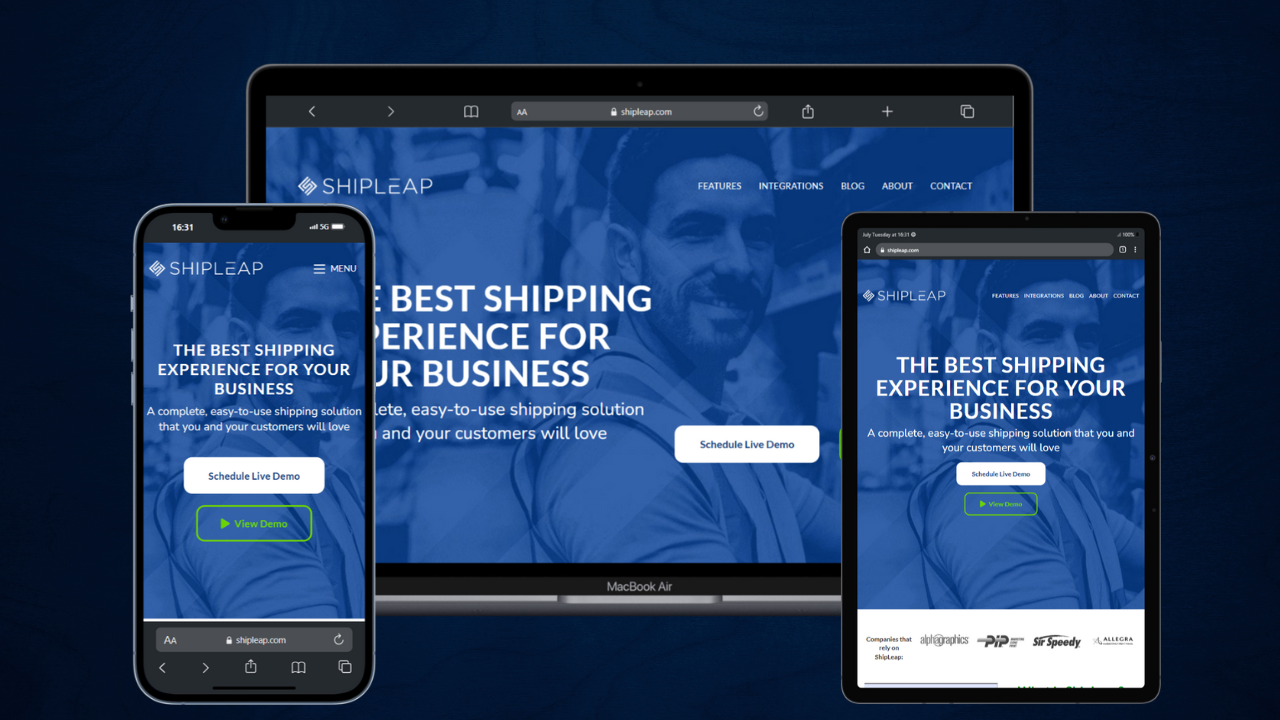 shipleap.com
SHIPLEAP
FEATURES INTEGRATIONS BLOG ABOUT CONTACT
E BEST SHIPPING
PERIENCE FOR
UR BUSINESS
lete, easy-to-use shipping solution
and your customers will love
Schedule Live Demo
MacBook Air
16:31
5G
SHIPLEAP
MENU
THE BEST SHIPPING
EXPERIENCE FOR YOUR
BUSINESS
A complete, easy-to-use shipping solution
that you and your customers will love
Schedule Live Demo
View Demo
AA shipleap.com
July Tuesday at 16:31
100%
shipleap.com
SHIPLEAP
FEATURES INTEGRATIONS BLOG ABOUT CONTACT
THE BEST SHIPPING
EXPERIENCE FOR YOUR
BUSINESS
A complete, easy-to-use shipping solution that you and
your customers will love
Schedule Live Demo
View Demo
Companies that
rely on
ShipLeap:
alphagraphics
PIP
Sir Speedy
ALLEGRA